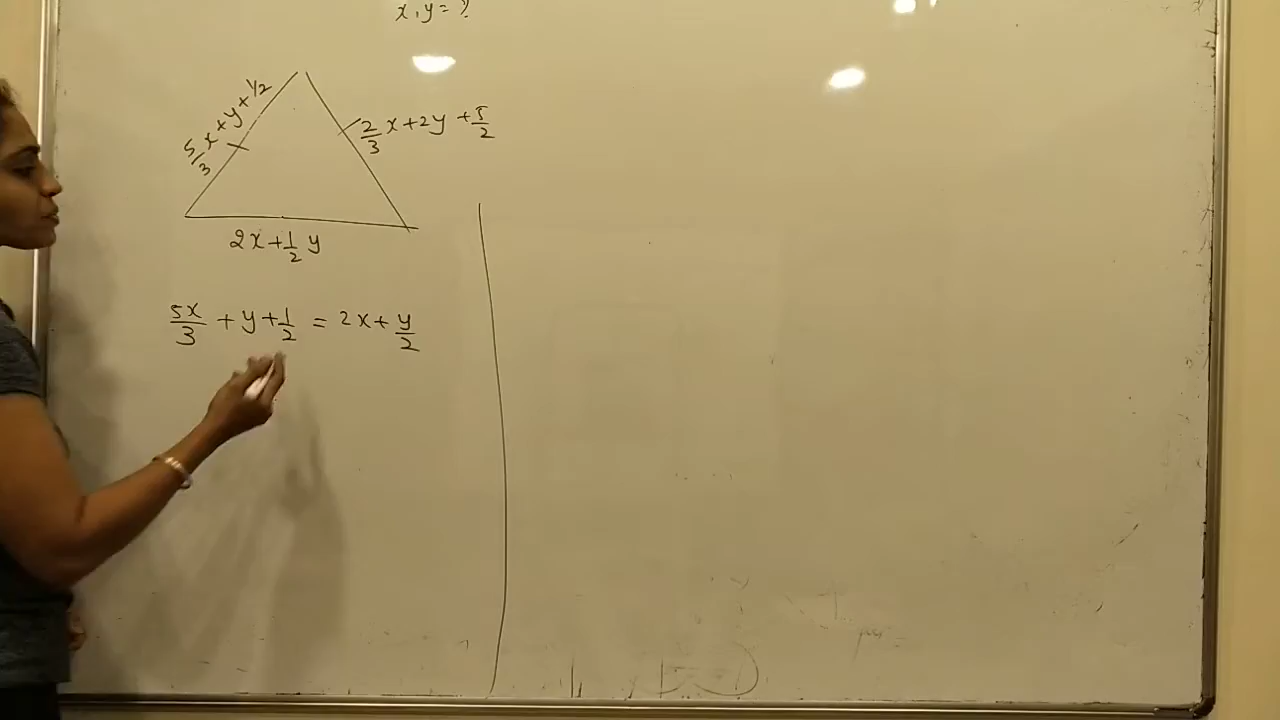 x, y = ?
5/3 x + y + 1/2
2/3 x + 2y + 5/2
2x + 1/2 y
5x/3 + y + 1/2 = 2x + y/2